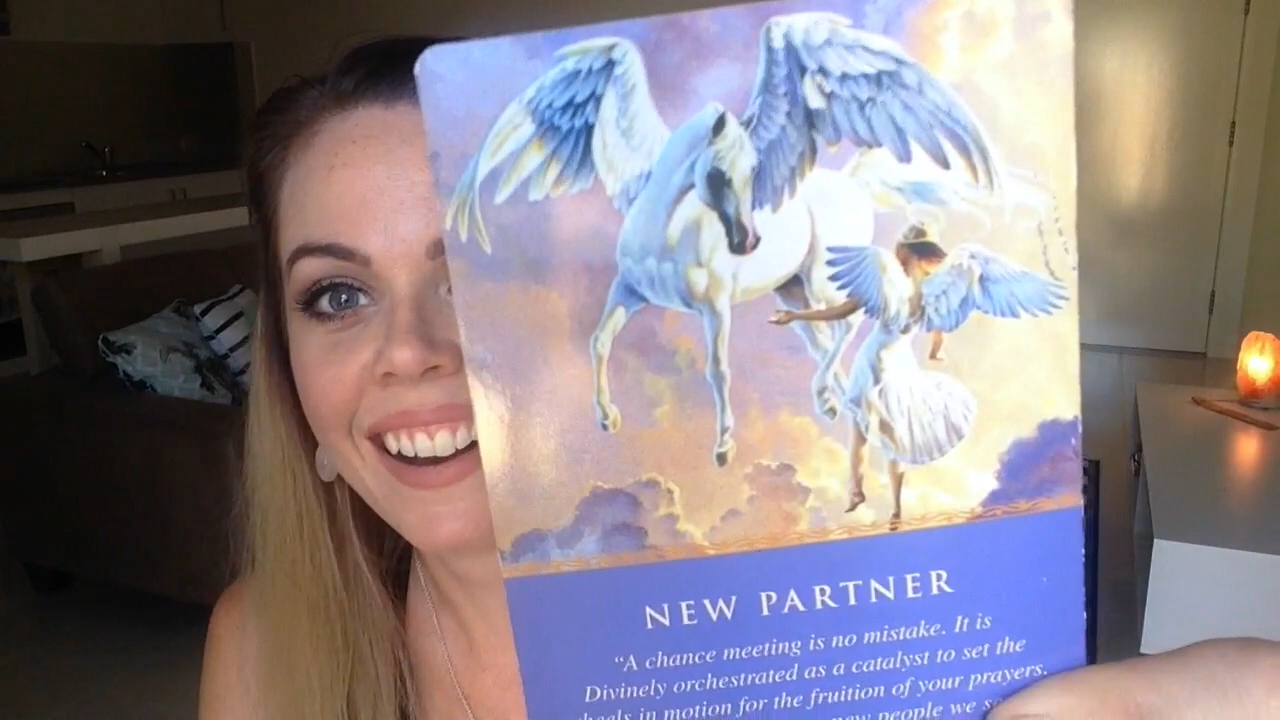 NEW PARTNER
"A chance meeting is no mistake. It is
Divinely orchestrated as a catalyst to set the
heels in motion for the fruition of your prayers.
new people we